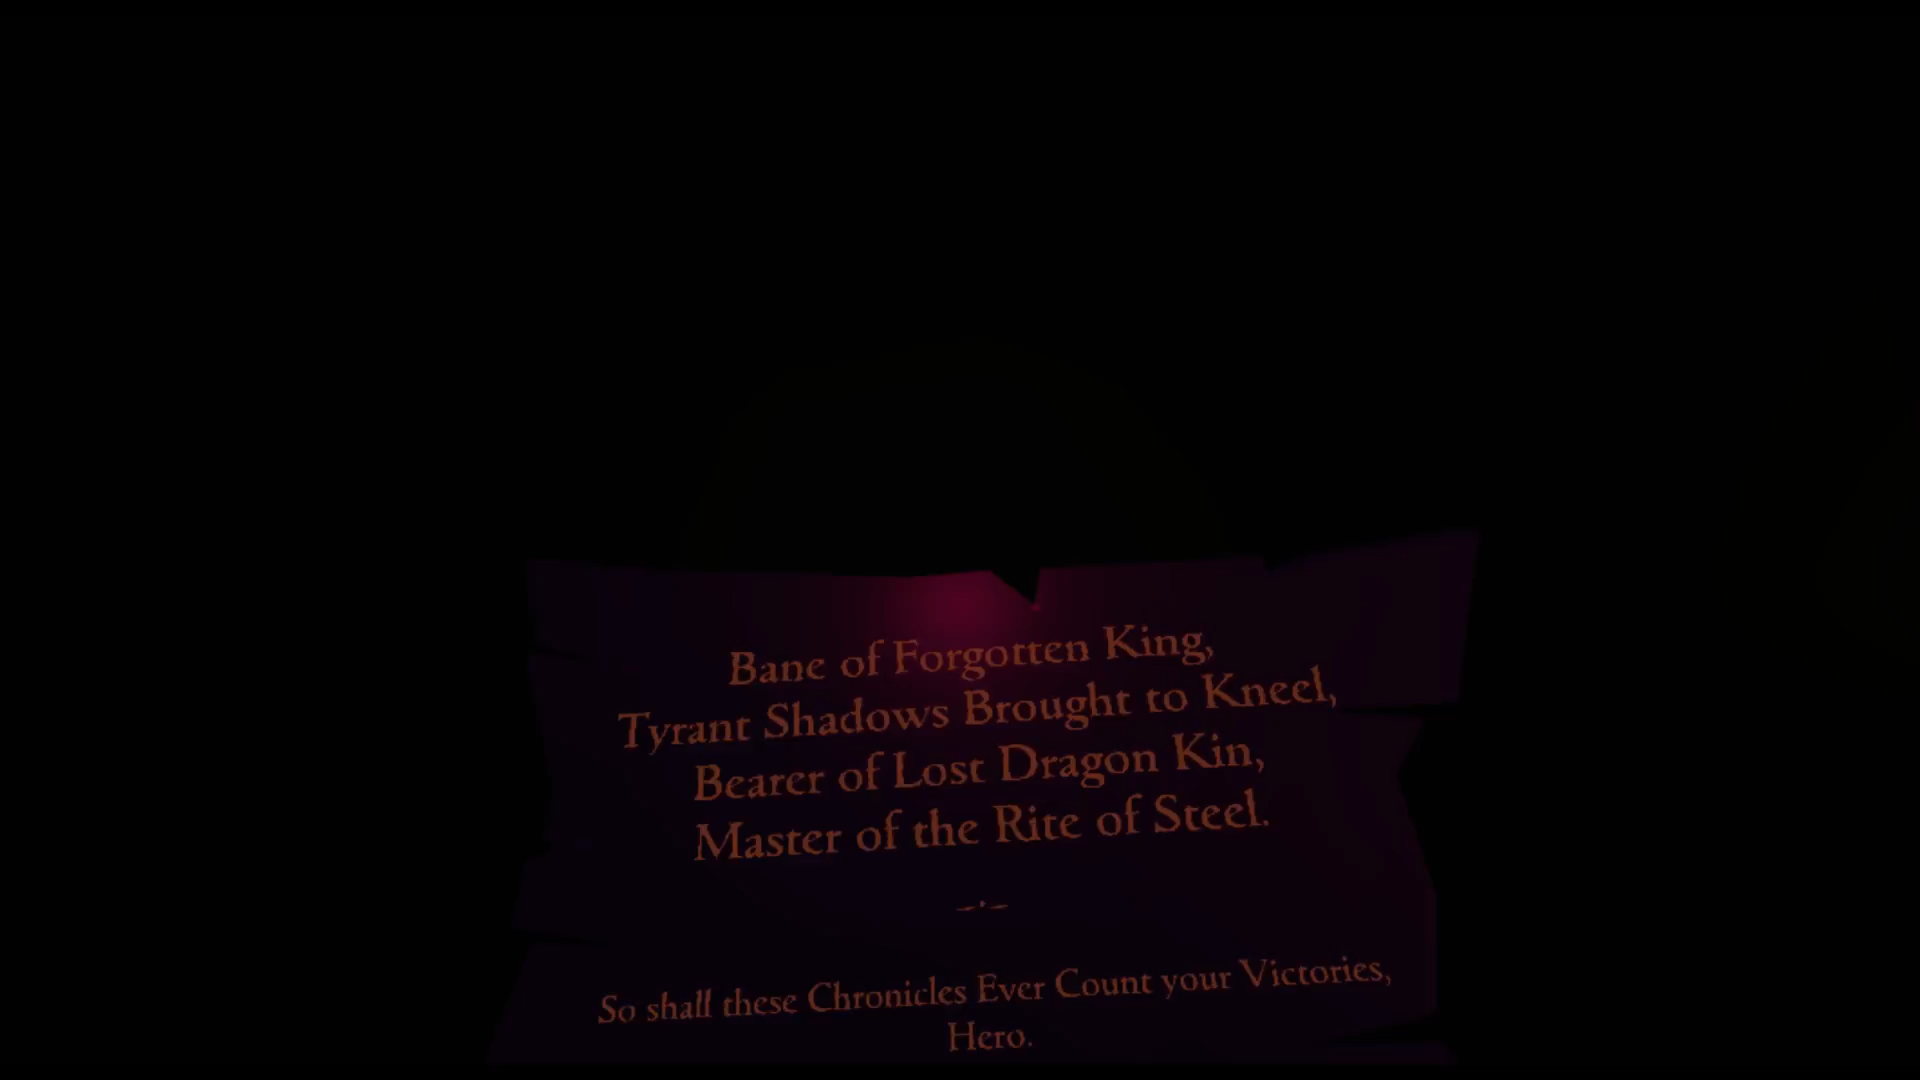 Bane of Forgotten King,
Tyrant Shadows Brought to Kneel,
Bearer of Lost Dragon Kin,
Master of the Rite of Steel.
So shall these Chronicles Ever Count your Victories,
Hero.